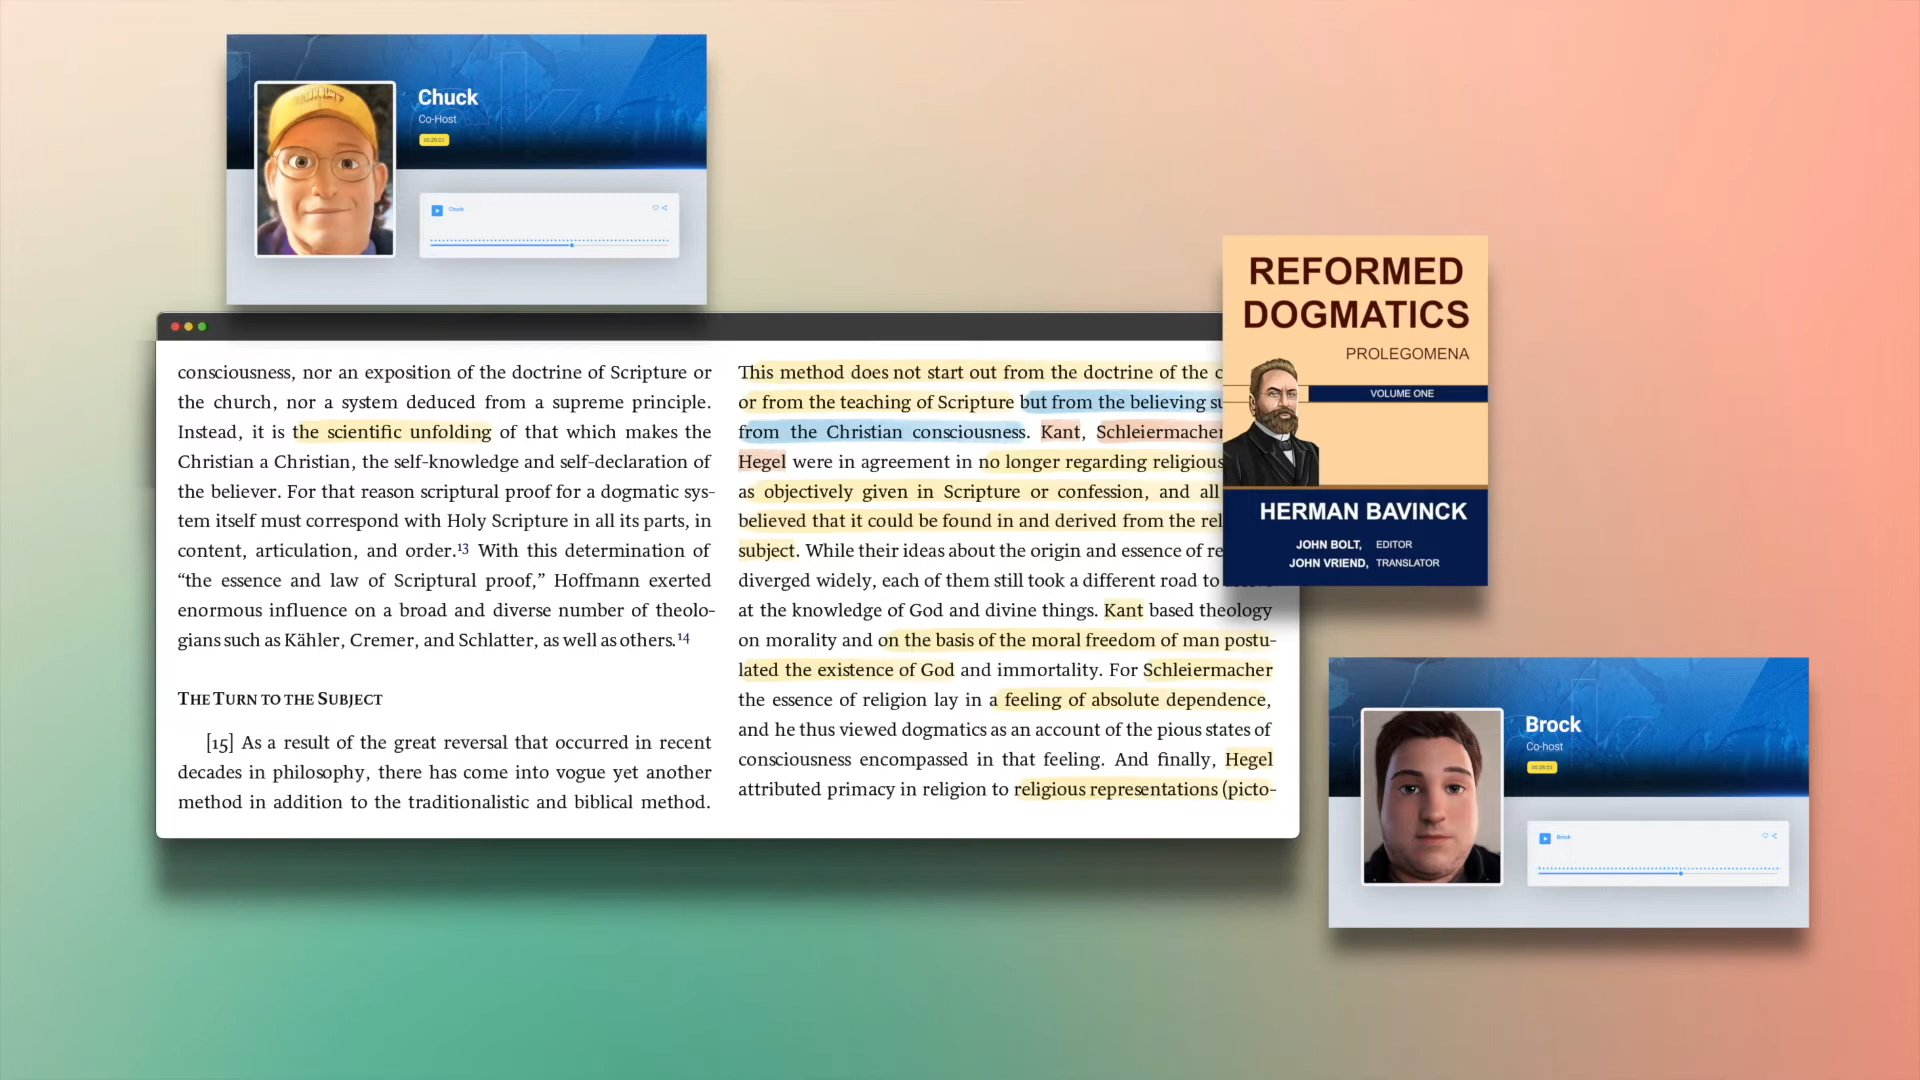 Chuck
Co-Host
00:29:01
Chuck
consciousness, nor an exposition of the doctrine of Scripture or
the church, nor a system deduced from a supreme principle.
Instead, it is the scientific unfolding of that which makes the
Christian a Christian, the self-knowledge and self-declaration of
the believer. For that reason scriptural proof for a dogmatic sys-
tem itself must correspond with Holy Scripture in all its parts, in
content, articulation, and order.13 With this determination of
“the essence and law of Scriptural proof,” Hoffmann exerted
enormous influence on a broad and diverse number of theolo-
gians such as Kähler, Cremer, and Schlatter, as well as others.14
THE TURN TO THE SUBJECT
[15] As a result of the great reversal that occurred in recent
decades in philosophy, there has come into vogue yet another
method in addition to the traditionalistic and biblical method.
This method does not start out from the doctrine of the c
or from the teaching of Scripture but from the believing su
from the Christian consciousness. Kant, Schleiermacher
Hegel were in agreement in no longer regarding religious
as objectively given in Scripture or confession, and all
believed that it could be found in and derived from the rel
subject. While their ideas about the origin and essence of re
diverged widely, each of them still took a different road to
at the knowledge of God and divine things. Kant based theology
on morality and on the basis of the moral freedom of man postu-
lated the existence of God and immortality. For Schleiermacher
the essence of religion lay in a feeling of absolute dependence,
and he thus viewed dogmatics as an account of the pious states of
consciousness encompassed in that feeling. And finally, Hegel
attributed primacy in religion to religious representations (picto-
REFORMED
DOGMATICS
PROLEGOMENA
VOLUME ONE
HERMAN BAVINCK
JOHN BOLT, EDITOR
JOHN VRIEND, TRANSLATOR
Brock
Co-host
Brock